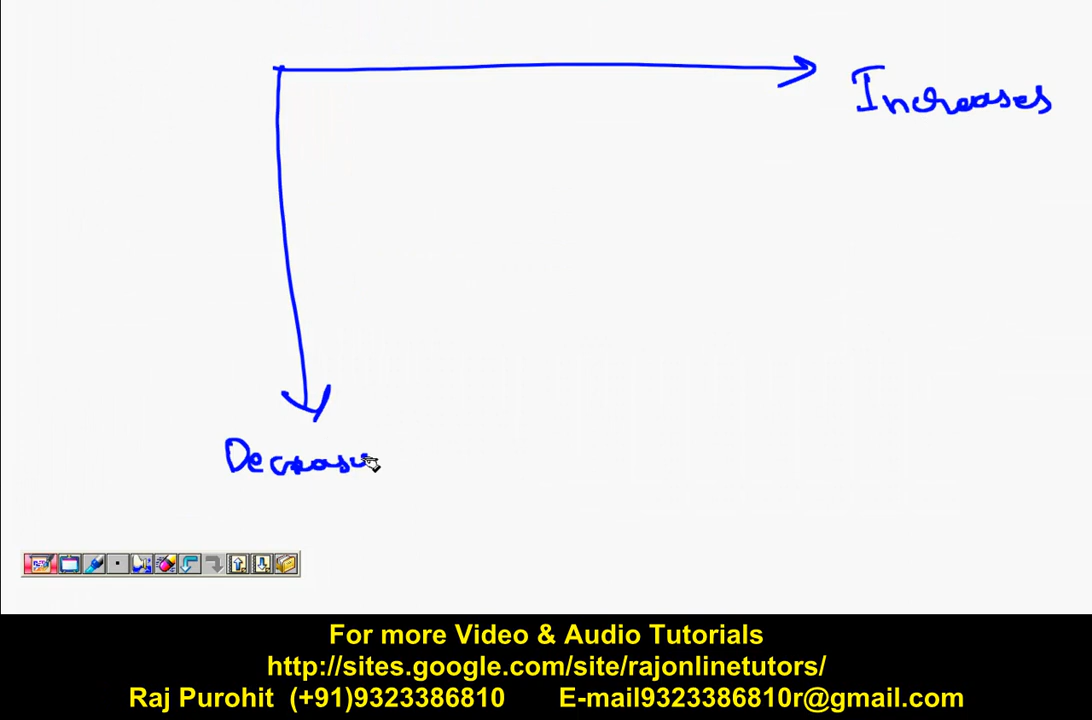 Increases
Decreas
For more Video & Audio Tutorials
http://sites.google.com/site/rajonlinetutors/
Raj Purohit (+91)9323386810 E-mail9323386810r@gmail.com